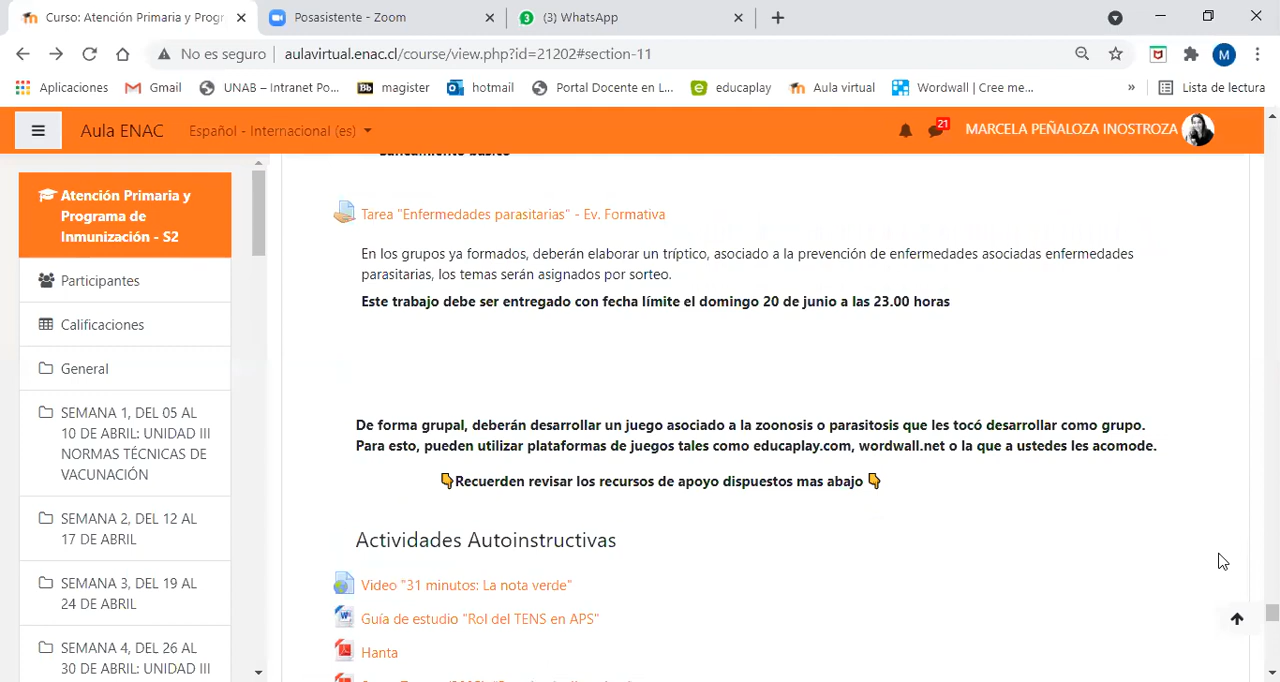 Curso: Atención Primaria y Progr
Posasistente - Zoom
(3) WhatsApp
No es seguro
aulavirtual.enac.cl/course/view.php?id=21202#section-11
M
Aplicaciones
Gmail
UNAB – Intranet Po...
Bb magister
hotmail
Portal Docente en L...
educaplay
Aula virtual
Wordwall | Cree me...
»
Lista de lectura
Aula ENAC
Español - Internacional (es)
21
MARCELA PEÑALOZA INOSTROZA
Atención Primaria y
Programa de
Inmunización - S2
Participantes
Calificaciones
General
SEMANA 1, DEL 05 AL
10 DE ABRIL: UNIDAD III
NORMAS TÉCNICAS DE
VACUNACIÓN
SEMANA 2, DEL 12 AL
17 DE ABRIL
SEMANA 3, DEL 19 AL
24 DE ABRIL
SEMANA 4, DEL 26 AL
30 DE ABRIL: UNIDAD III
Tarea "Enfermedades parasitarias" - Ev. Formativa
En los grupos ya formados, deberán elaborar un tríptico, asociado a la prevención de enfermedades asociadas enfermedades
parasitarias, los temas serán asignados por sorteo.
Este trabajo debe ser entregado con fecha límite el domingo 20 de junio a las 23.00 horas
De forma grupal, deberán desarrollar un juego asociado a la zoonosis o parasitosis que les tocó desarrollar como grupo.
Para esto, pueden utilizar plataformas de juegos tales como educaplay.com, wordwall.net o la que a ustedes les acomode.
👇Recuerden revisar los recursos de apoyo dispuestos mas abajo 👇
Actividades Autoinstructivas
Video "31 minutos: La nota verde"
Guía de estudio "Rol del TENS en APS"
Hanta